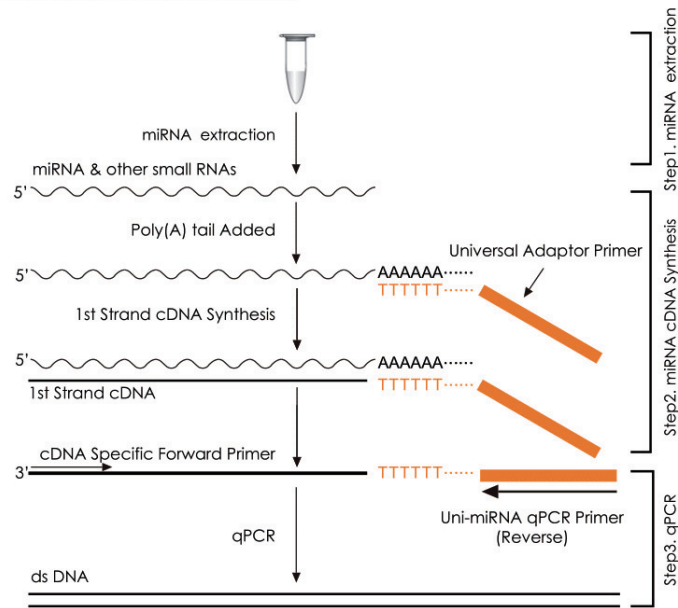 miRNA extraction
Step1. miRNA extraction
miRNA & other small RNAs
5'
Poly(A) tail Added
5'
AAAAAA······
Universal Adaptor Primer
TTTTTT······
1st Strand cDNA Synthesis
Step2. miRNA cDNA Synthesis
5'
AAAAAA······
1st Strand cDNA
TTTTTT······
cDNA Specific Forward Primer
3'
TTTTTT······
Uni-miRNA qPCR Primer
(Reverse)
qPCR
Step3. qPCR
ds DNA